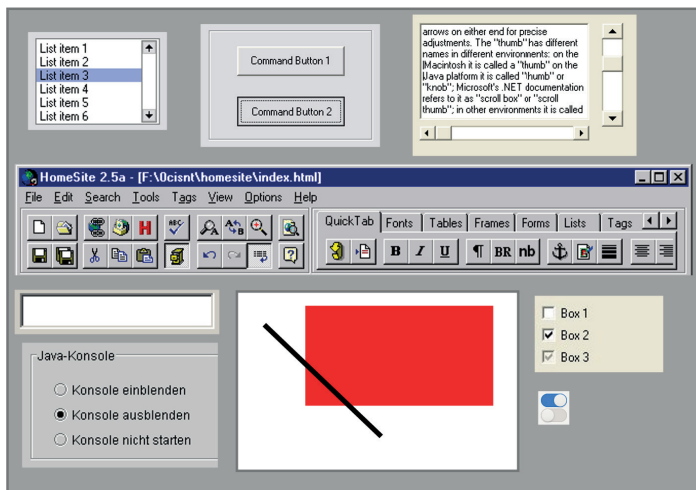 List item 1
List item 2
List item 3
List item 4
List item 5
List item 6
Command Button 1
Command Button 2
arrows on either end for precise
adjustments. The "thumb" has different
names in different environments: on the
Macintosh it is called a "thumb" on the
Java platform it is called "thumb" or
"knob"; Microsoft's .NET documentation
refers to it as "scroll box" or "scroll
thumb"; in other environments it is called
HomeSite 2.5a - [F:\0cisnt\homesite\index.html]
File Edit Search Tools Tags View Options Help
QuickTab Fonts Tables Frames Forms Lists Tags
H ABC A B
B I U ¶ BR nb
Java-Konsole
Konsole einblenden
Konsole ausblenden
Konsole nicht starten
Box 1
Box 2
Box 3